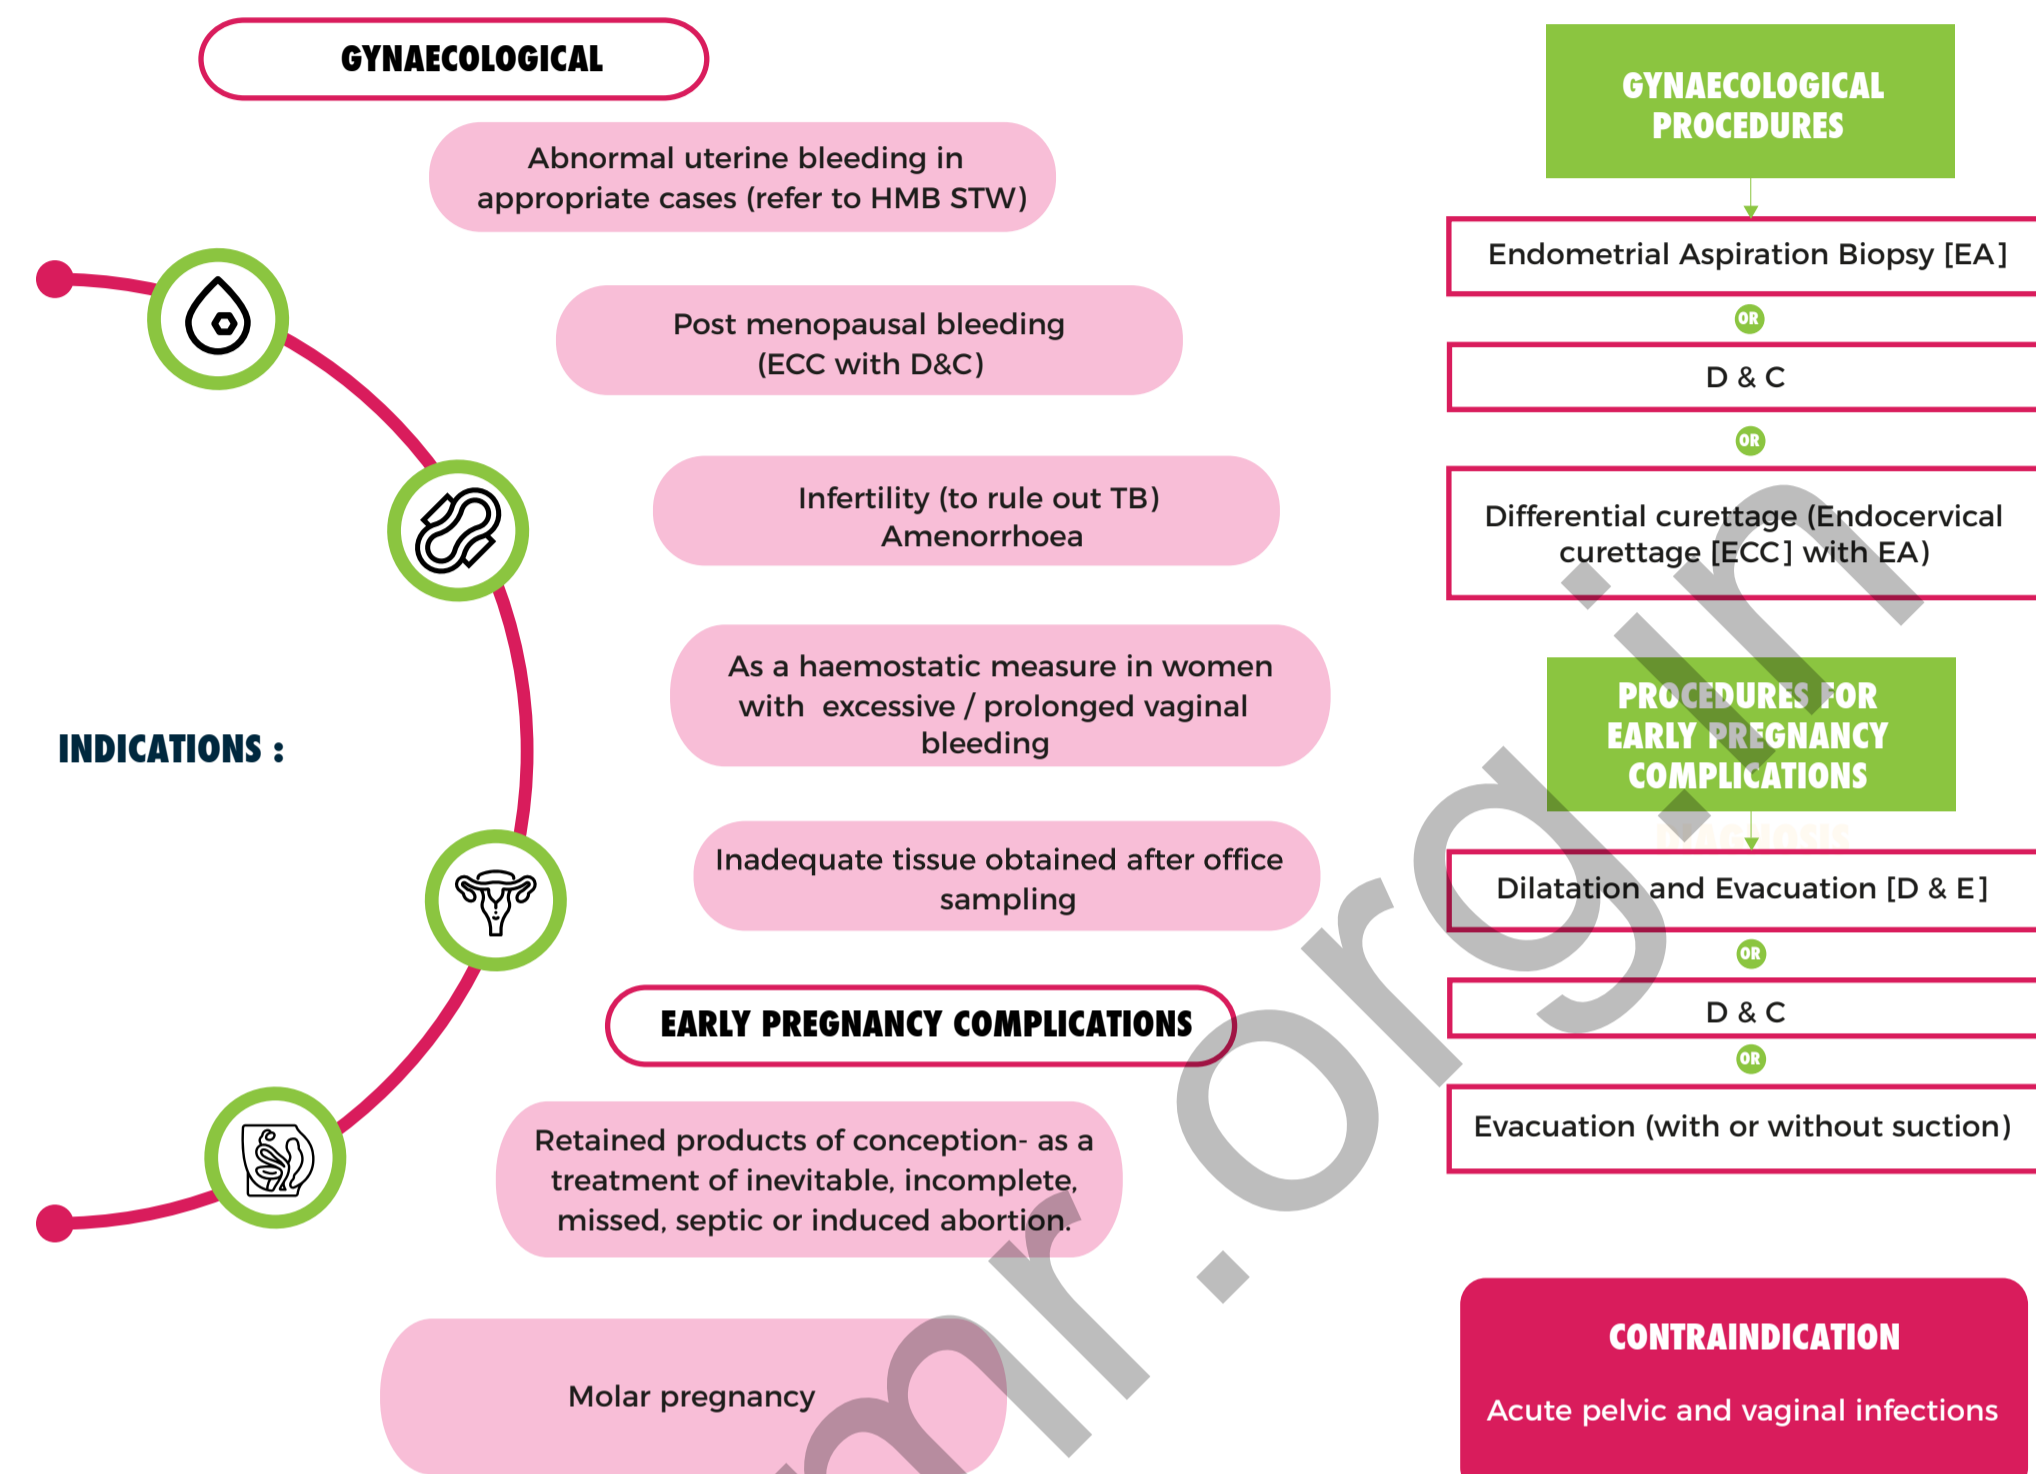 GYNAECOLOGICAL
Abnormal uterine bleeding in
appropriate cases (refer to HMB STW)
Post menopausal bleeding
(ECC with D&C)
Infertility (to rule out TB)
Amenorrhoea
As a haemostatic measure in women
with excessive / prolonged vaginal
bleeding
Inadequate tissue obtained after office
sampling
INDICATIONS :
EARLY PREGNANCY COMPLICATIONS
Retained products of conception- as a
treatment of inevitable, incomplete,
missed, septic or induced abortion.
Molar pregnancy
GYNAECOLOGICAL
PROCEDURES
Endometrial Aspiration Biopsy [EA]
OR
D & C
OR
Differential curettage (Endocervical
curettage [ECC] with EA)
PROCEDURES FOR
EARLY PREGNANCY
COMPLICATIONS
DIAGNOSIS
Dilatation and Evacuation [D & E]
OR
D & C
OR
Evacuation (with or without suction)
CONTRAINDICATION
Acute pelvic and vaginal infections
mr.org.in